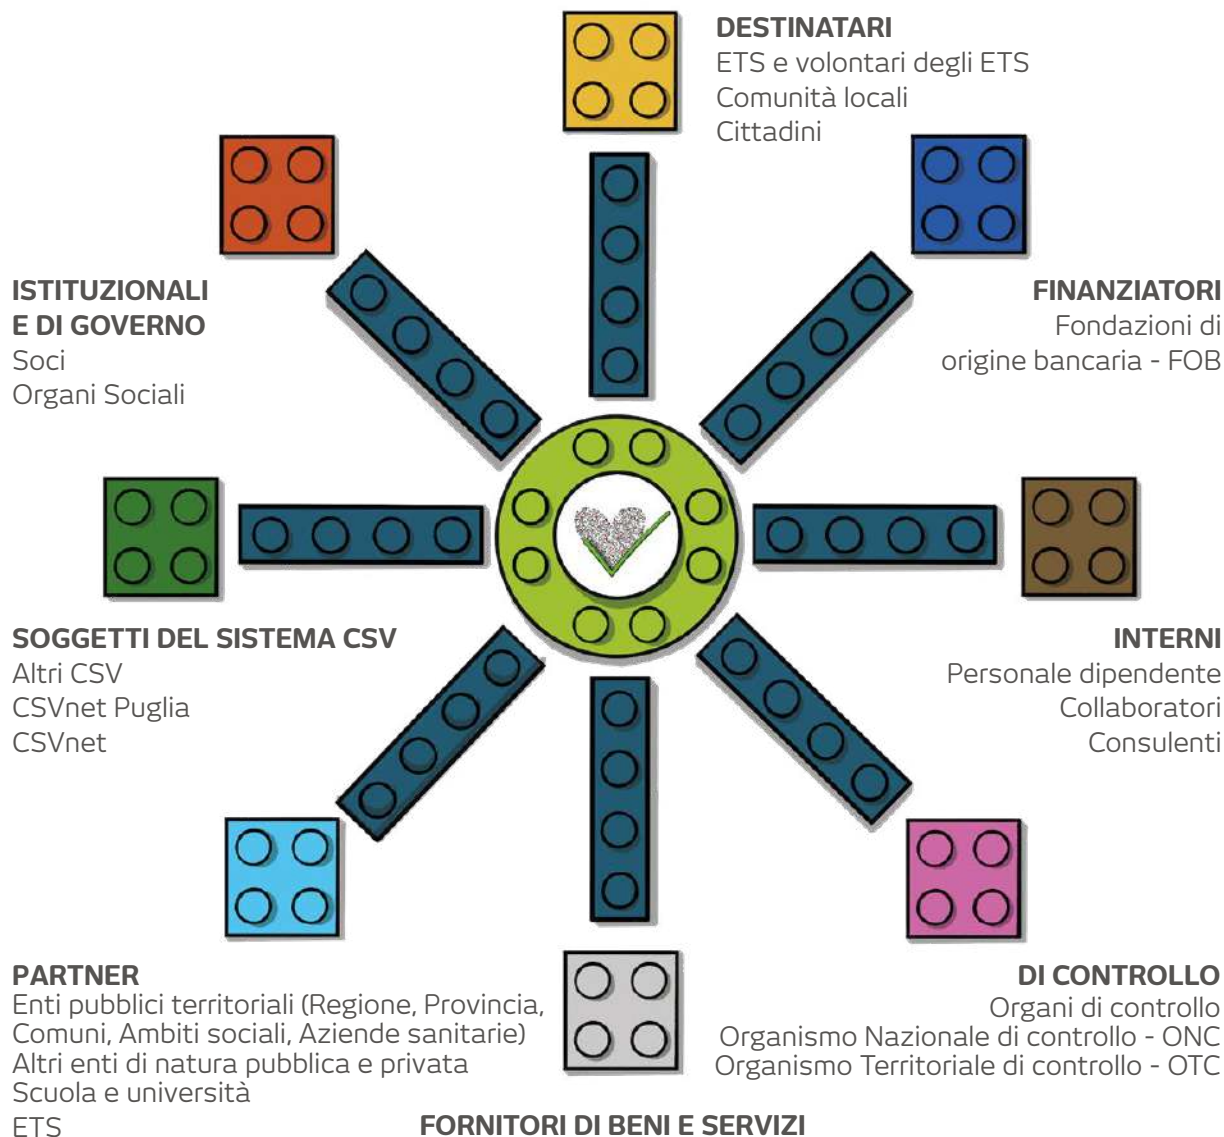 DESTINATARI
ETS e volontari degli ETS
Comunità locali
Cittadini
ISTITUZIONALI
E DI GOVERNO
Soci
Organi Sociali
FINANZIATORI
Fondazioni di
origine bancaria - FOB
SOGGETTI DEL SISTEMA CSV
Altri CSV
CSVnet Puglia
CSVnet
INTERNI
Personale dipendente
Collaboratori
Consulenti
PARTNER
Enti pubblici territoriali (Regione, Provincia,
Comuni, Ambiti sociali, Aziende sanitarie)
Altri enti di natura pubblica e privata
Scuola e università
ETS
DI CONTROLLO
Organi di controllo
Organismo Nazionale di controllo - ONC
Organismo Territoriale di controllo - OTC
FORNITORI DI BENI E SERVIZI